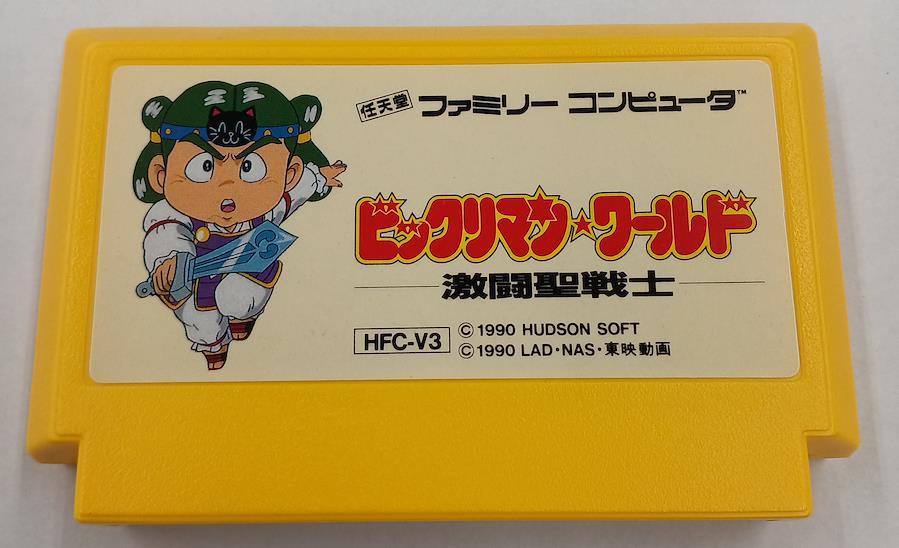 任天堂 ファミリー コンピュータ™
ビックリマン★ワールド
激闘聖戦士
HFC-V3
©1990 HUDSON SOFT
©1990 LAD・NAS・東映動画